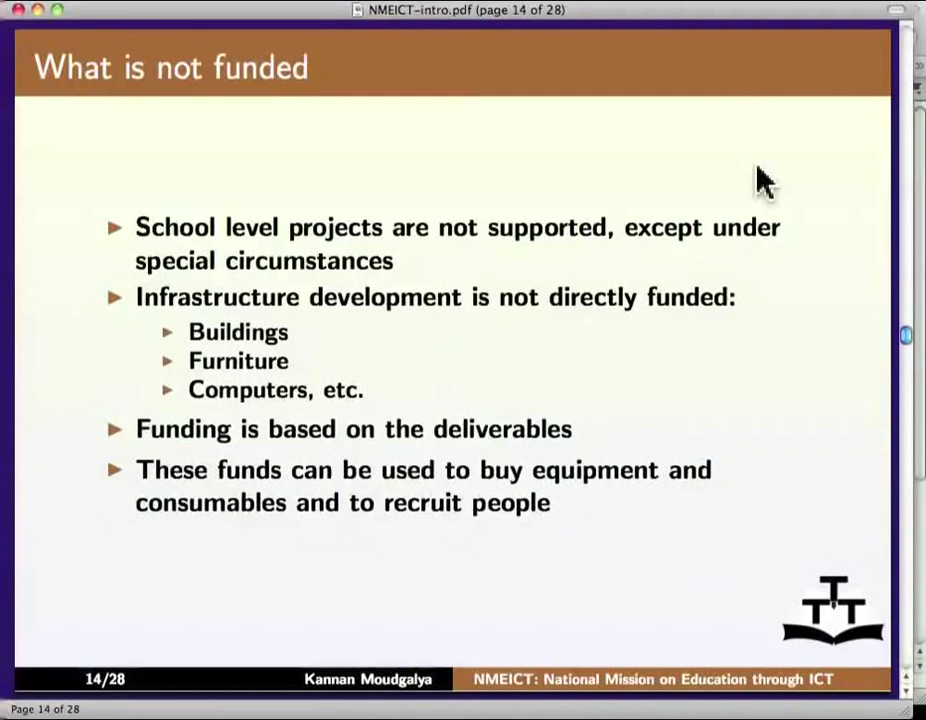 NMEICT-intro.pdf (page 14 of 28)
What is not funded
School level projects are not supported, except under
special circumstances
Infrastructure development is not directly funded:
Buildings
Furniture
Computers, etc.
Funding is based on the deliverables
These funds can be used to buy equipment and
consumables and to recruit people
T
T T
14/28 Kannan Moudgalya NMEICT: National Mission on Education through ICT
Page 14 of 28